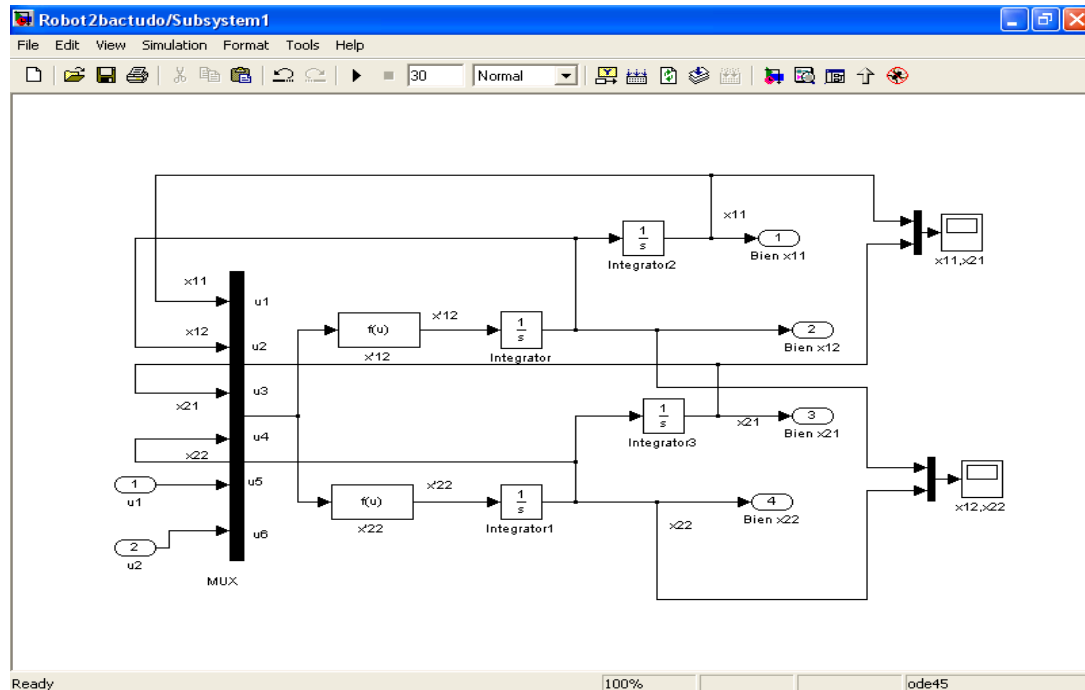 Robot2bactudo/Subsystem1
File Edit View Simulation Format Tools Help
30 Normal
x11
1
s
Integrator2
1
Bien x11
x11,x21
x11
u1
x12
u2
f(u)
x'12
x'12
1
s
Integrator
2
Bien x12
u3
x21
1
s
Integrator3
x21
3
Bien x21
u4
x22
1
u1
u5
f(u)
x'22
x'22
1
s
Integrator1
x22
4
Bien x22
x12,x22
2
u2
u6
MUX
Ready 100% ode45